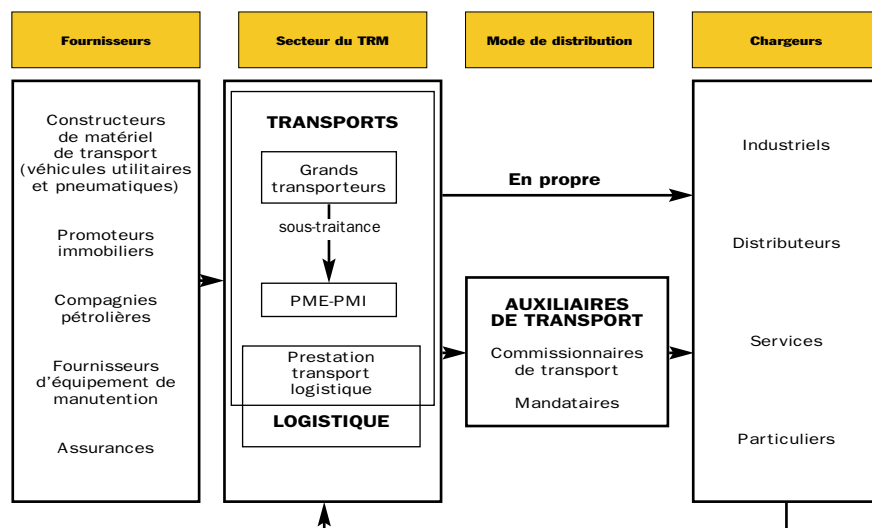 Fournisseurs
Secteur du TRM
Mode de distribution
Chargeurs
Constructeurs
de matériel
de transport
(véhicules utilitaires
et pneumatiques)
Promoteurs
immobiliers
Compagnies
pétrolières
Fournisseurs
d'équipement de
manutention
Assurances
TRANSPORTS
Grands
transporteurs
sous-traitance
PME-PMI
Prestation
transport
logistique
LOGISTIQUE
En propre
AUXILIAIRES
DE TRANSPORT
Commissionnaires
de transport
Mandataires
Industriels
Distributeurs
Services
Particuliers